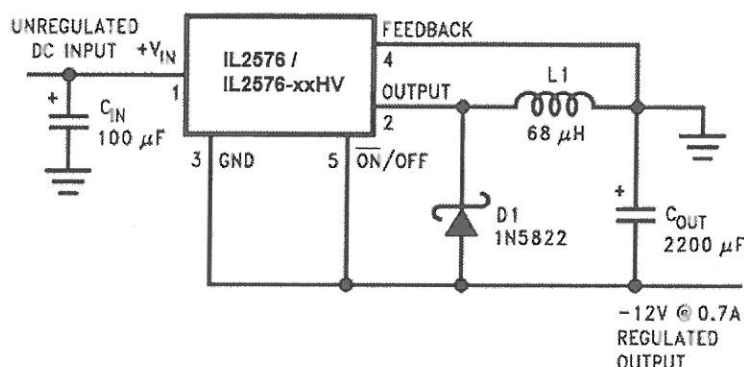 UNREGULATED
DC INPUT
+VIN
1
CIN
100 µF
IL2576 /
IL2576-xxHV
FEEDBACK
4
OUTPUT
2
3 GND
5 ON/OFF
L1
68 µH
D1
1N5822
COUT
2200 µF
-12V @ 0.7A
REGULATED
OUTPUT